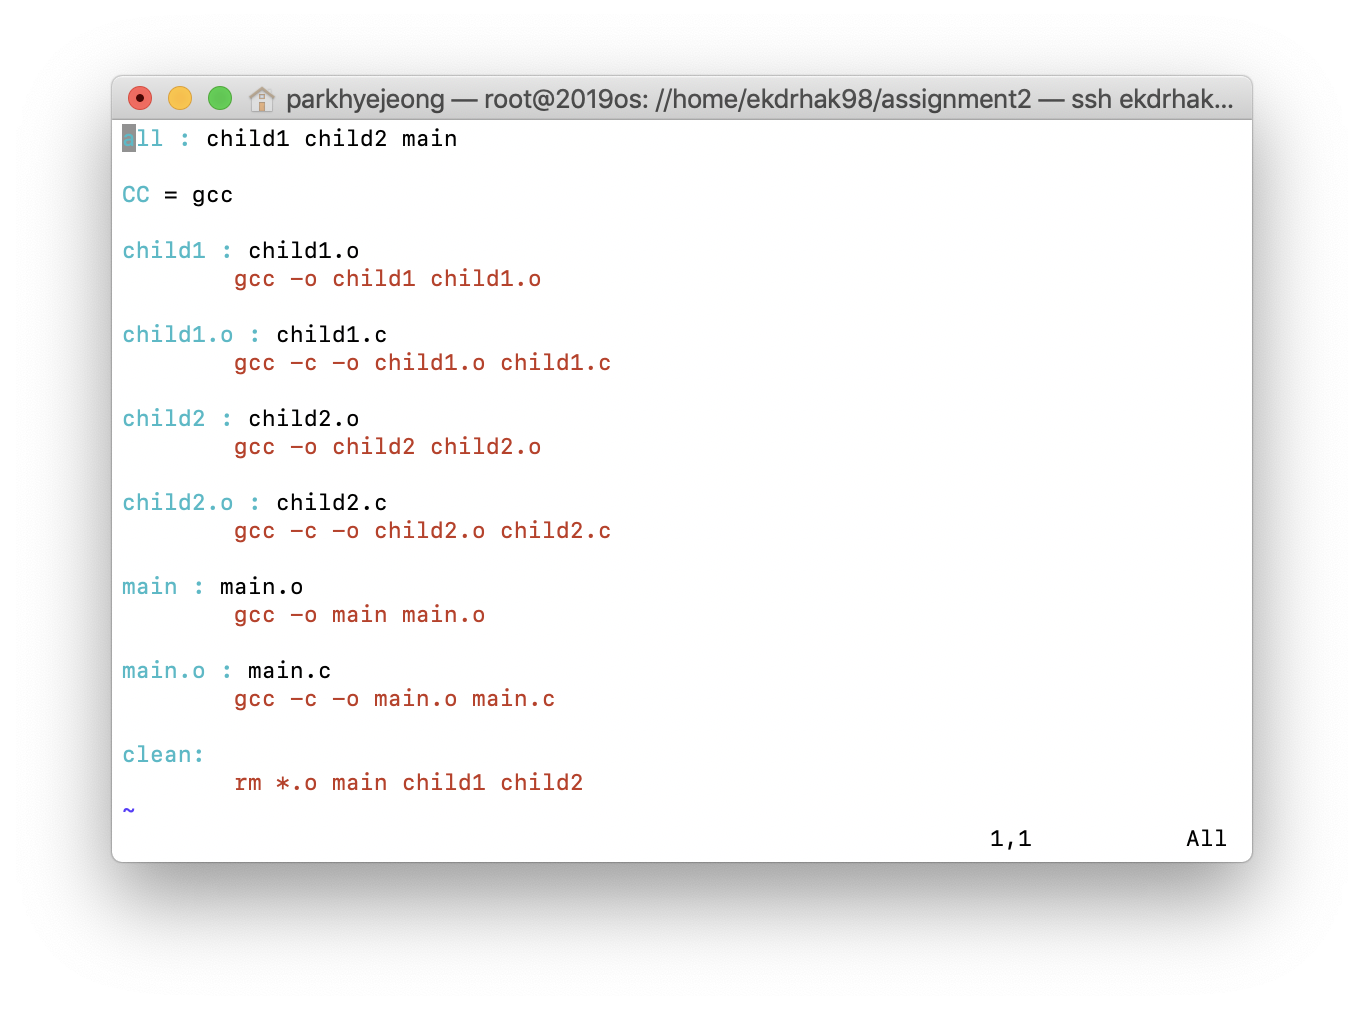 parkhyejeong — root@2019os: //home/ekdrhak98/assignment2 — ssh ekdrhak...
all : child1 child2 main
CC = gcc
child1 : child1.o
gcc -o child1 child1.o
child1.o : child1.c
gcc -c -o child1.o child1.c
child2 : child2.o
gcc -o child2 child2.o
child2.o : child2.c
gcc -c -o child2.o child2.c
main : main.o
gcc -o main main.o
main.o : main.c
gcc -c -o main.o main.c
clean:
rm *.o main child1 child2
~
1,1 All